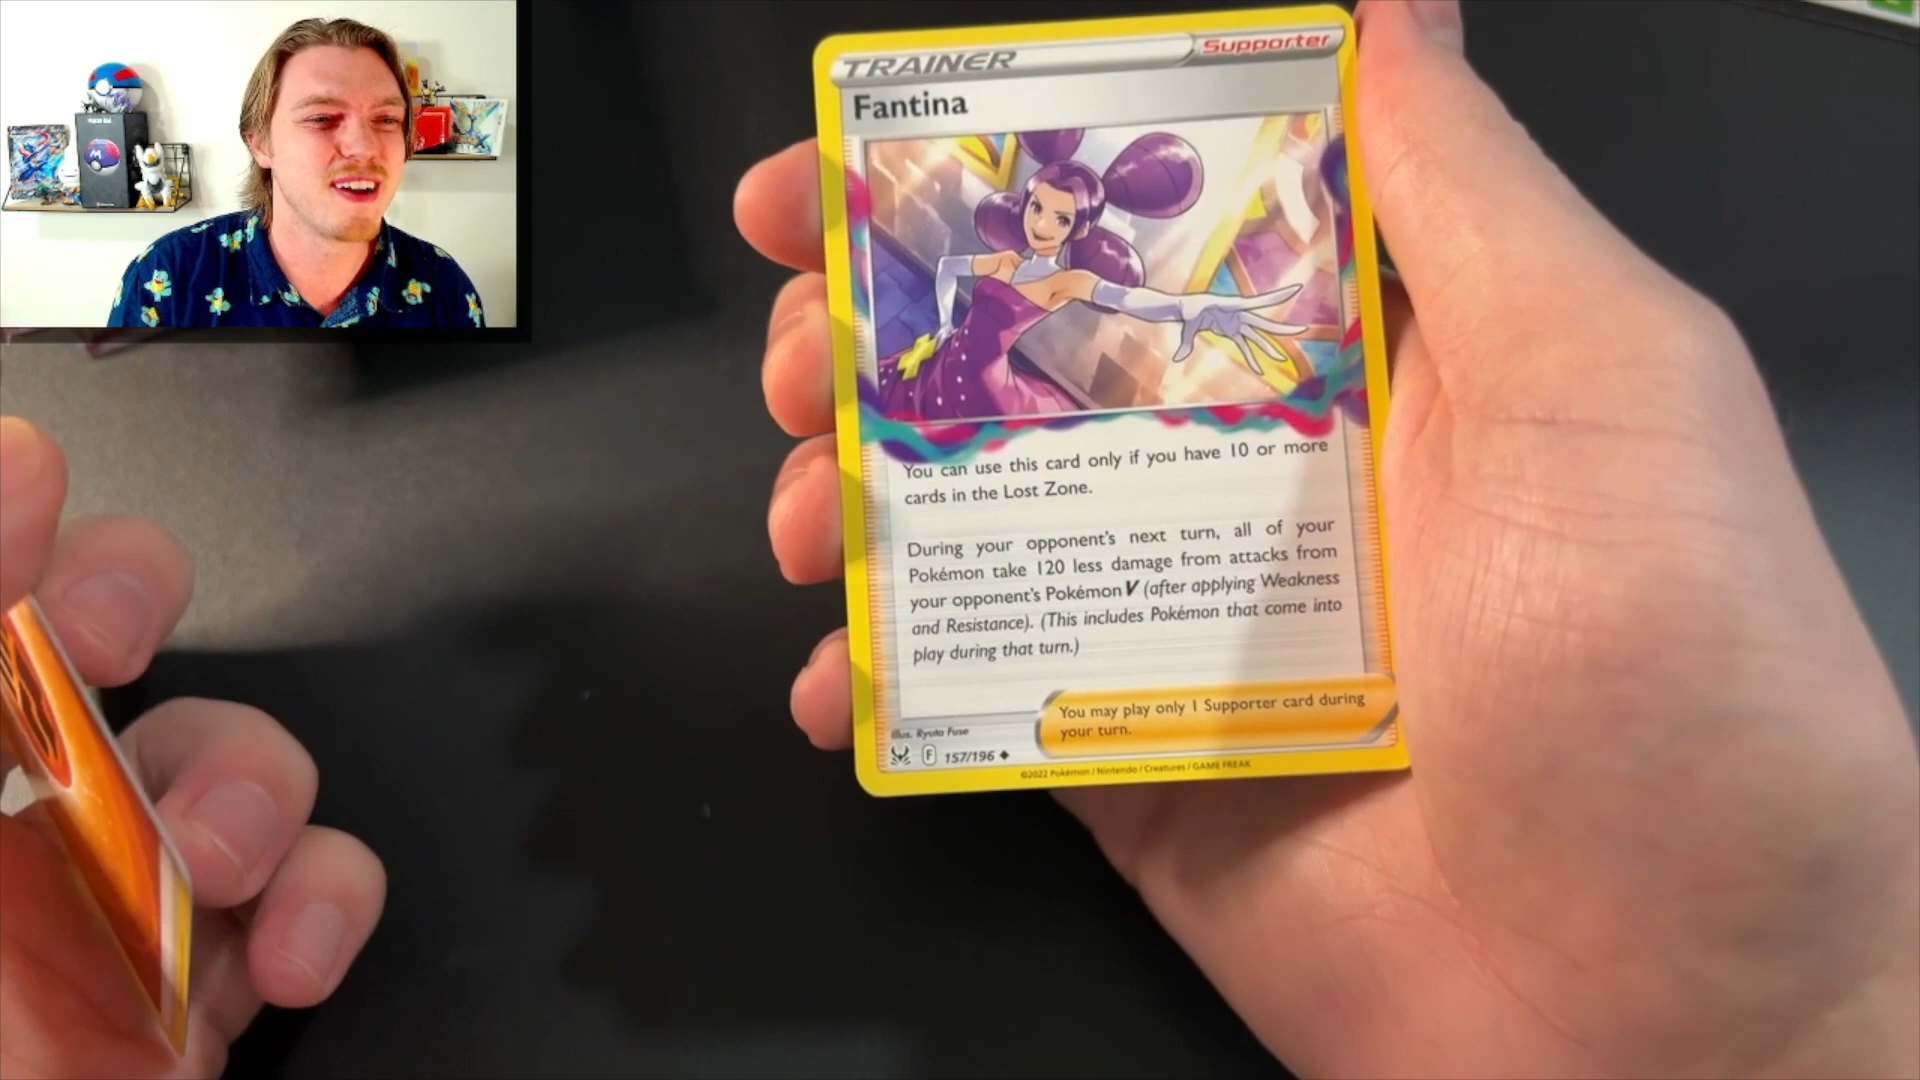 TRAINER
Supporter
Fantina
You can use this card only if you have 10 or more
cards in the Lost Zone.
During your opponent's next turn, all of your
Pokémon take 120 less damage from attacks from
your opponent's Pokémon V (after applying Weakness
and Resistance). (This includes Pokémon that come into
play during that turn.)
You may play only 1 Supporter card during
your turn.
Illus. Ryuta Fuse
F 157/196
©2022 Pokémon / Nintendo / Creatures / GAME FREAK